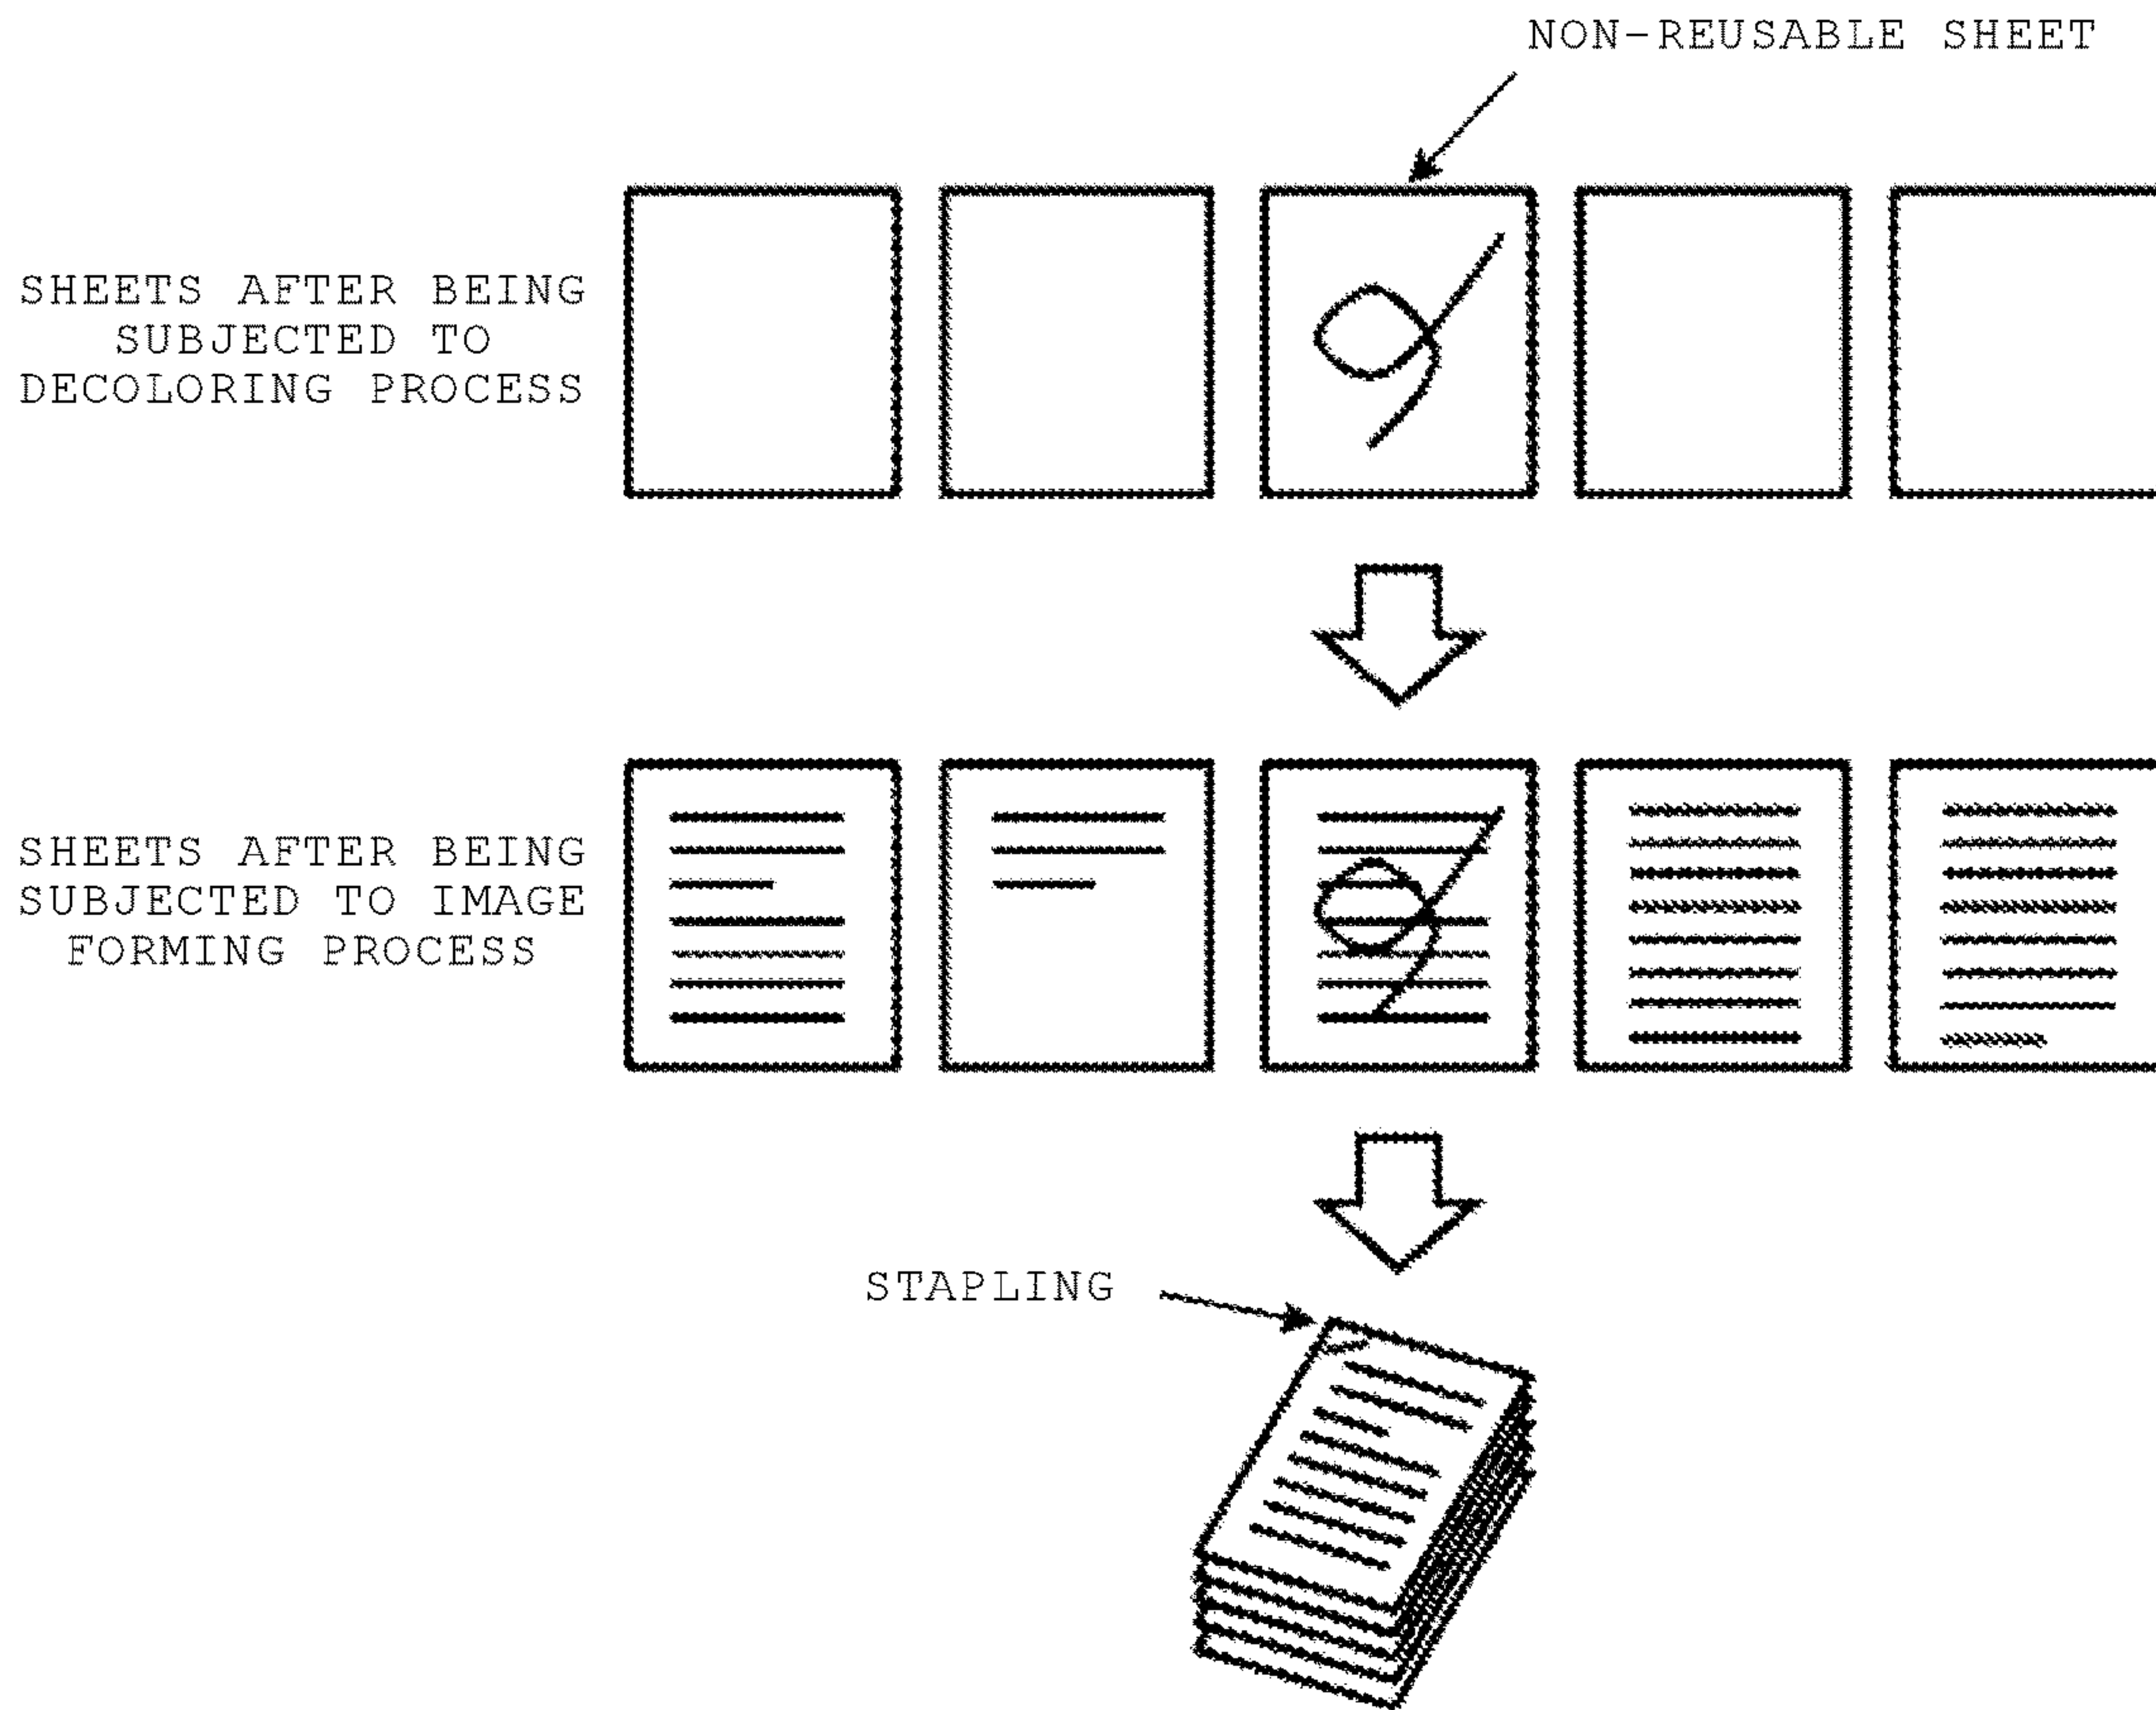 NON-REUSABLE SHEET
SHEETS AFTER BEING
SUBJECTED TO
DECOLORING PROCESS
SHEETS AFTER BEING
SUBJECTED TO IMAGE
FORMING PROCESS
STAPLING